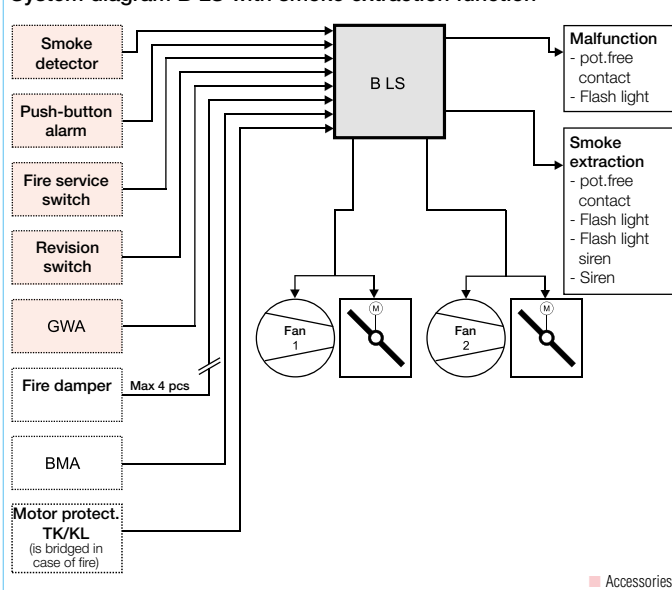 System diagram B LS with smoke extraction function
Smoke
detector
Push-button
alarm
Fire service
switch
Revision
switch
GWA
Fire damper
Max 4 pcs
BMA
Motor protect.
TK/KL
(is bridged in
case of fire)
B LS
Malfunction
- pot.free
contact
- Flash light
Smoke
extraction
- pot.free
contact
- Flash light
- Flash light
siren
- Siren
Fan
1
M
Fan
2
M
Accessories